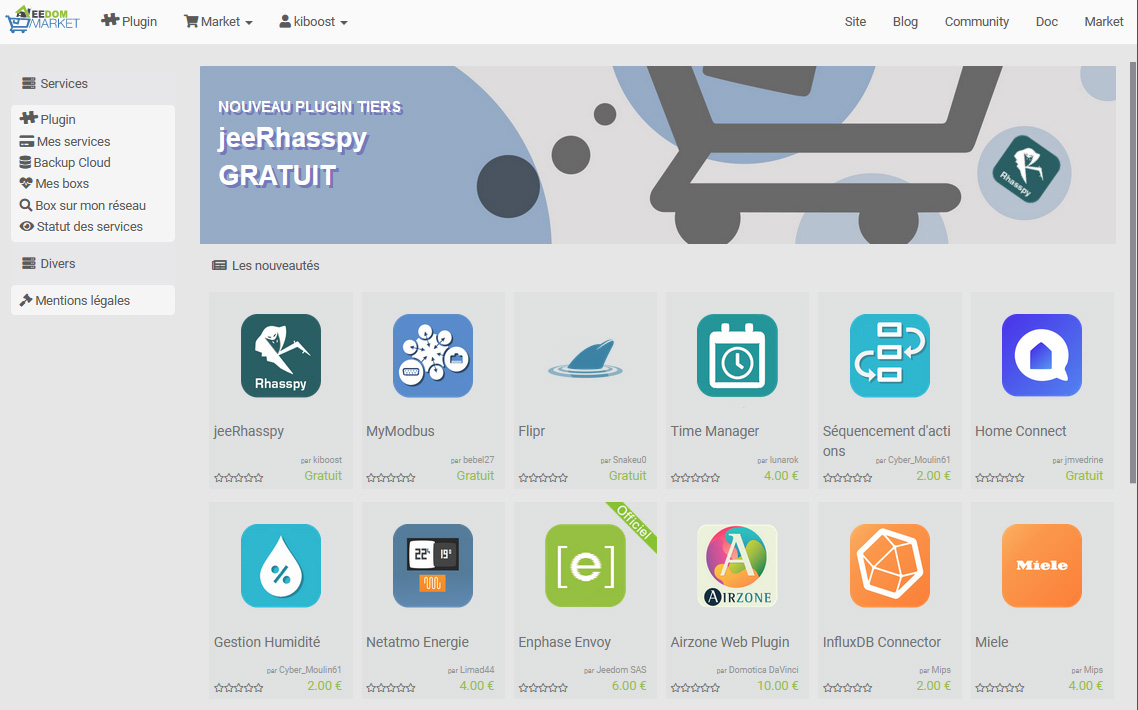 EEDOM
MARKET
Plugin
Market
kiboost
Site
Blog
Community
Doc
Market
Services
Plugin
Mes services
Backup Cloud
Mes boxs
Box sur mon réseau
Statut des services
Divers
Mentions légales
NOUVEAU PLUGIN TIERS
jeeRhasspy
GRATUIT
Rhasspy
Les nouveautés
Rhasspy
jeeRhasspy
par kiboost
Gratuit
MyModbus
par bebel27
Gratuit
Flipr
par Snakeu0
Gratuit
Time Manager
par lunarok
4.00 €
Séquencement d'acti
ons
par Cyber_Moulin61
2.00 €
Home Connect
par jmvedrine
Gratuit
%
Gestion Humidité
par Cyber_Moulin61
2.00 €
22° 19°
Netatmo Energie
par Limad44
4.00 €
Officiel
[e]
Enphase Envoy
par Jeedom SAS
6.00 €
A
AIRZONE
Airzone Web Plugin
par Domotica DaVinci
10.00 €
InfluxDB Connector
par Mips
2.00 €
Miele
Miele
par Mips
4.00 €